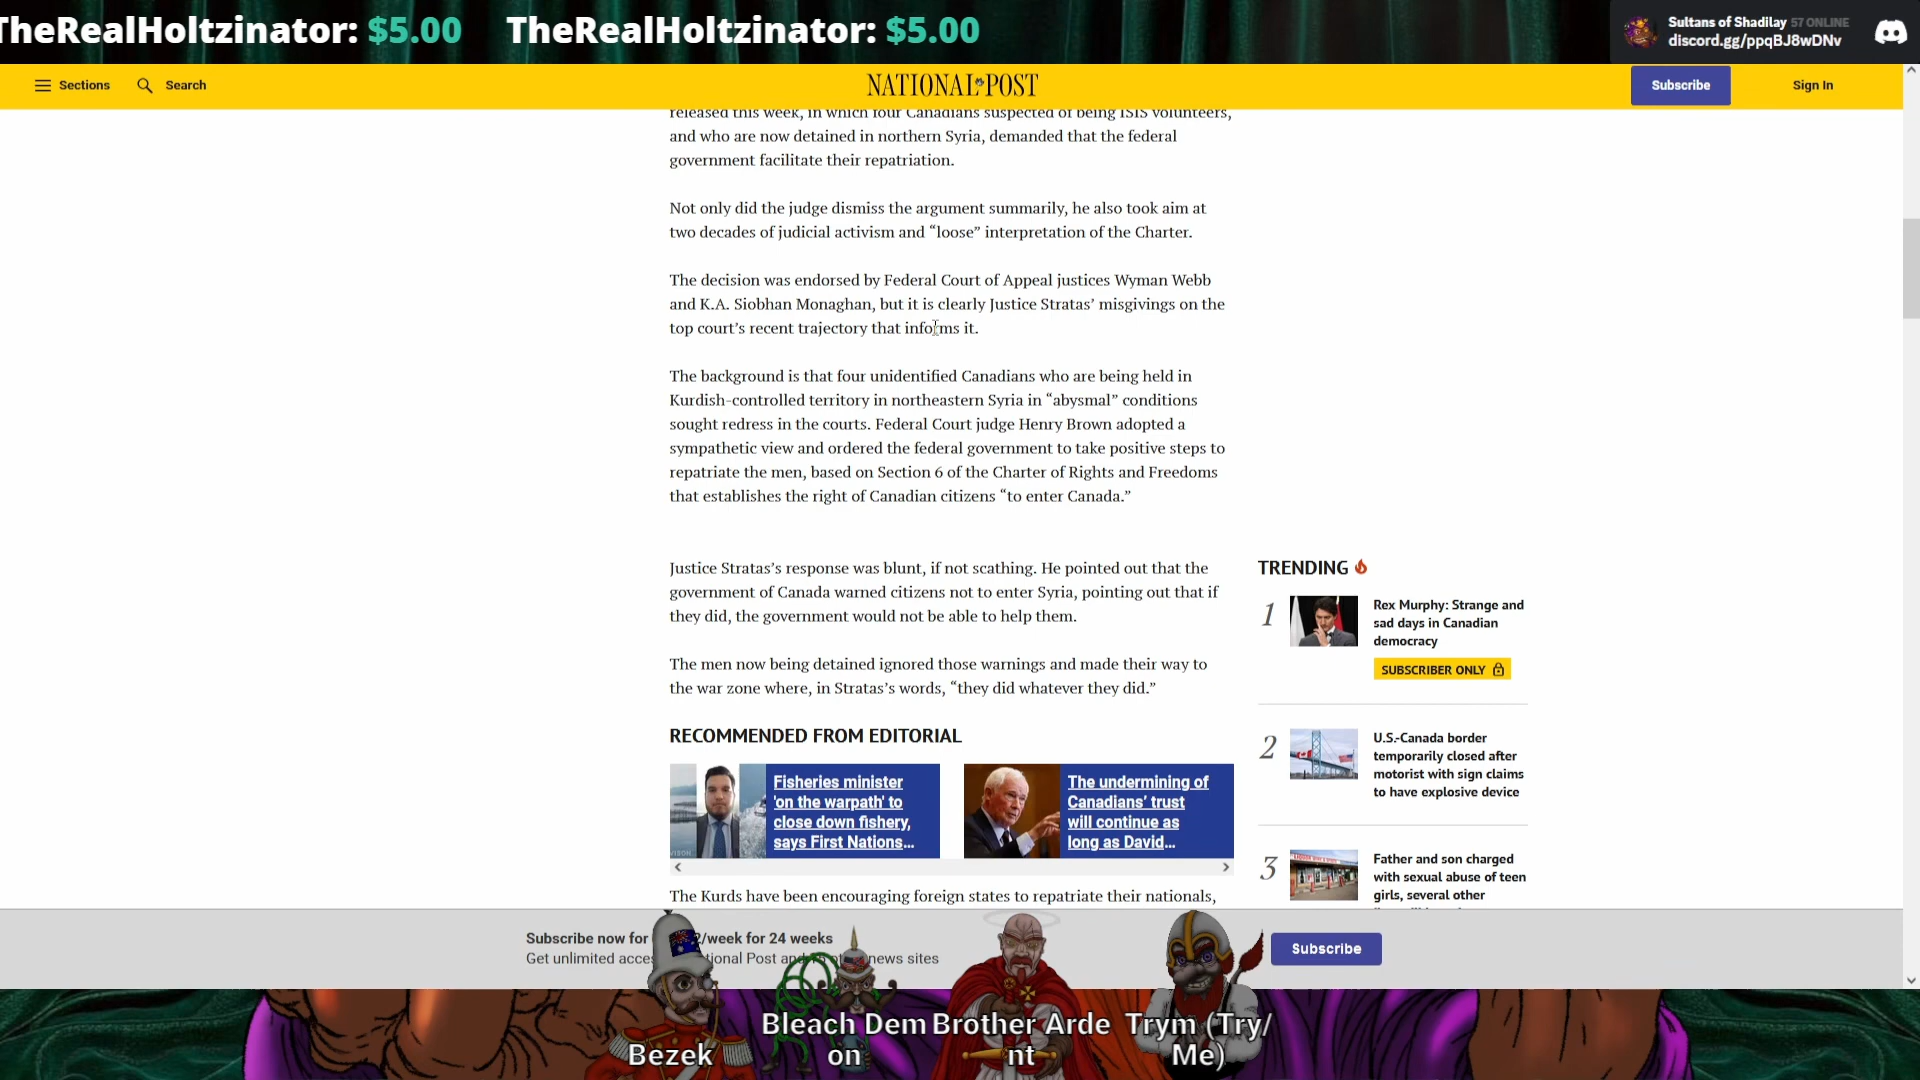 TheRealHoltzinator: $5.00 TheRealHoltzinator: $5.00
Sultans of Shadilay 57 ONLINE
discord.gg/ppqBJ8wDNv
Sections Search NATIONAL POST Subscribe Sign In
released this week, in which four Canadians suspected of being ISIS volunteers,
and who are now detained in northern Syria, demanded that the federal
government facilitate their repatriation.
Not only did the judge dismiss the argument summarily, he also took aim at
two decades of judicial activism and “loose” interpretation of the Charter.
The decision was endorsed by Federal Court of Appeal justices Wyman Webb
and K.A. Siobhan Monaghan, but it is clearly Justice Stratas’ misgivings on the
top court’s recent trajectory that informs it.
The background is that four unidentified Canadians who are being held in
Kurdish-controlled territory in northeastern Syria in “abysmal” conditions
sought redress in the courts. Federal Court judge Henry Brown adopted a
sympathetic view and ordered the federal government to take positive steps to
repatriate the men, based on Section 6 of the Charter of Rights and Freedoms
that establishes the right of Canadian citizens “to enter Canada.”
Justice Stratas’s response was blunt, if not scathing. He pointed out that the
government of Canada warned citizens not to enter Syria, pointing out that if
they did, the government would not be able to help them.
The men now being detained ignored those warnings and made their way to
the war zone where, in Stratas’s words, “they did whatever they did.”
RECOMMENDED FROM EDITORIAL
Fisheries minister
'on the warpath' to
close down fishery,
says First Nations...
The undermining of
Canadians’ trust
will continue as
long as David...
The Kurds have been encouraging foreign states to repatriate their nationals,
TRENDING
1
Rex Murphy: Strange and
sad days in Canadian
democracy
SUBSCRIBER ONLY
2
U.S.-Canada border
temporarily closed after
motorist with sign claims
to have explosive device
3
Father and son charged
with sexual abuse of teen
girls, several other
Subscribe now for /week for 24 weeks
Get unlimited news sites
Subscribe
Bezek
Bleach Dem
on
Brother Arde
nt
Trym (Try/
Me)